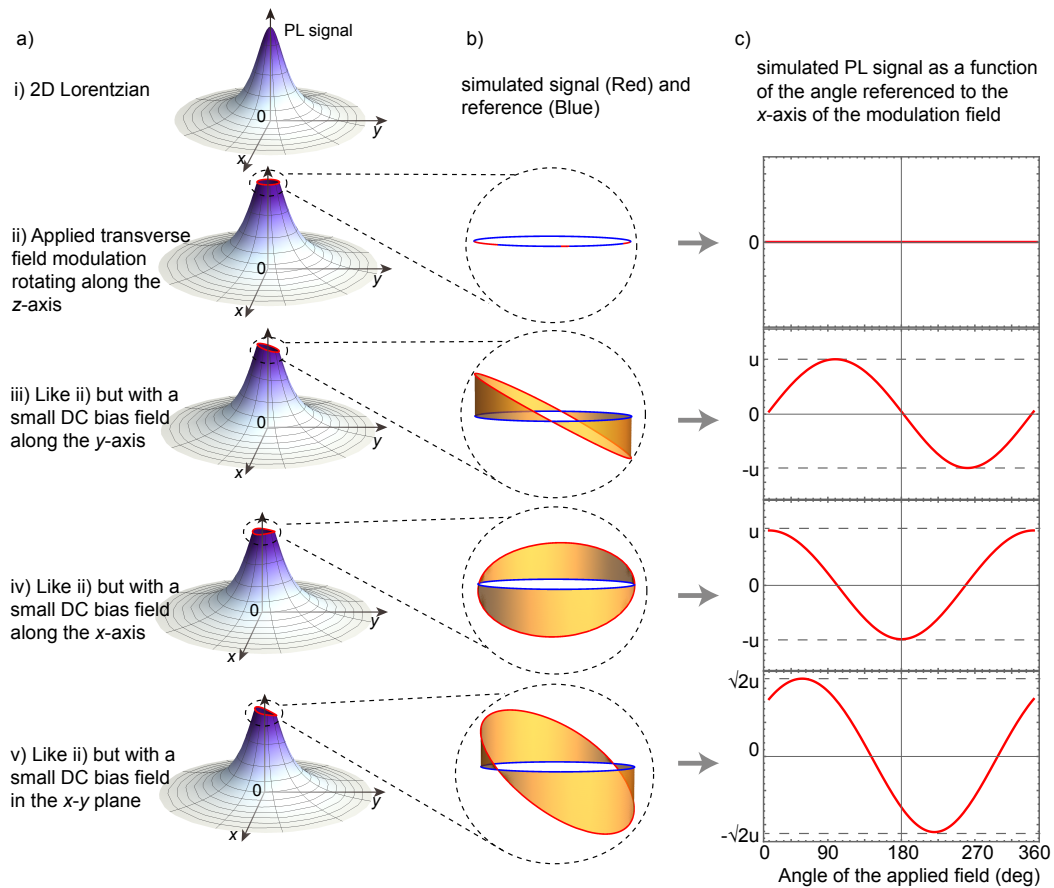 a)
i) 2D Lorentzian
PL signal
0
y
x
b)
simulated signal (Red) and
reference (Blue)
c)
simulated PL signal as a function
of the angle referenced to the
x-axis of the modulation field
ii) Applied transverse
field modulation
rotating along the
z-axis
0
y
x
0
iii) Like ii) but with a
small DC bias field
along the y-axis
0
y
x
u
0
-u
iv) Like ii) but with a
small DC bias field
along the x-axis
0
y
x
u
0
-u
v) Like ii) but with a
small DC bias field
in the x-y plane
0
y
x
√2u
0
-√2u
0 90 180 270 360
Angle of the applied field (deg)